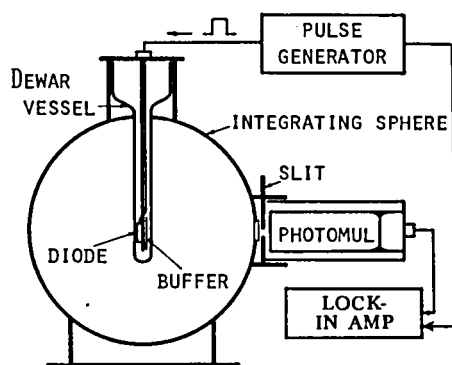 PULSE
GENERATOR
DEWAR
VESSEL
INTEGRATING SPHERE
SLIT
PHOTOMUL
DIODE
BUFFER
LOCK-
IN AMP